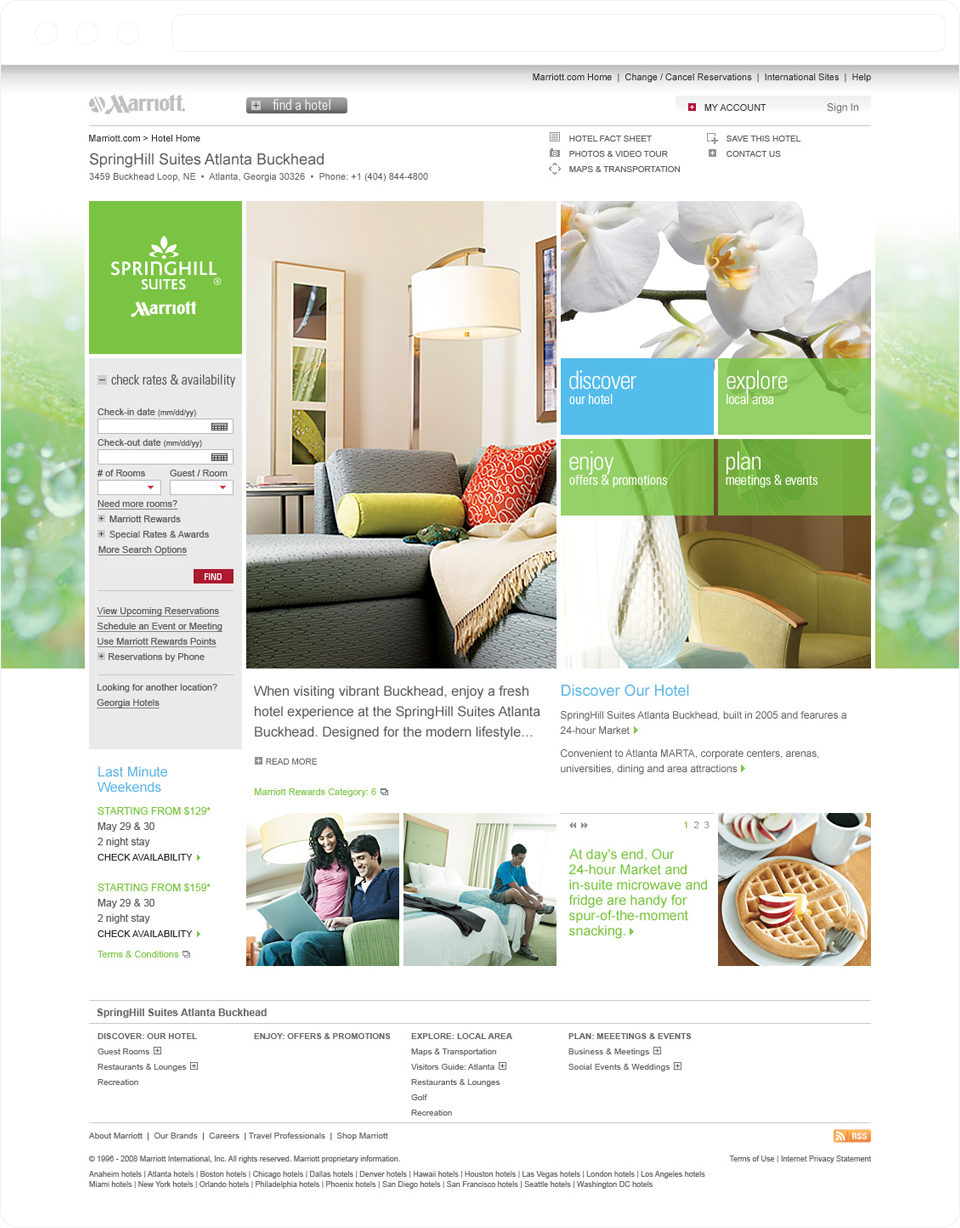 Marriott.com Home | Change / Cancel Reservations | International Sites | Help
Marriott.
find a hotel
MY ACCOUNT
Sign In
Marriott.com > Hotel Home
SpringHill Suites Atlanta Buckhead
3459 Buckhead Loop, NE • Atlanta, Georgia 30326 • Phone: +1 (404) 844-4800
HOTEL FACT SHEET
SAVE THIS HOTEL
PHOTOS & VIDEO TOUR
CONTACT US
MAPS & TRANSPORTATION
SPRINGHILL
SUITES
®
Marriott
discover
our hotel
explore
local area
enjoy
offers & promotions
plan
meetings & events
check rates & availability
Check-in date (mm/dd/yy)
Check-out date (mm/dd/yy)
# of Rooms
Guest / Room
Need more rooms?
Marriott Rewards
Special Rates & Awards
More Search Options
FIND
View Upcoming Reservations
Schedule an Event or Meeting
Use Marriott Rewards Points
Reservations by Phone
Looking for another location?
Georgia Hotels
Last Minute
Weekends
STARTING FROM $129*
May 29 & 30
2 night stay
CHECK AVAILABILITY
STARTING FROM $159*
May 29 & 30
2 night stay
CHECK AVAILABILITY
Terms & Conditions
When visiting vibrant Buckhead, enjoy a fresh
hotel experience at the SpringHill Suites Atlanta
Buckhead. Designed for the modern lifestyle...
READ MORE
Marriott Rewards Category: 6
Discover Our Hotel
SpringHill Suites Atlanta Buckhead, built in 2005 and fearures a
24-hour Market
Convenient to Atlanta MARTA, corporate centers, arenas,
universities, dining and area attractions
1 2 3
At day's end, Our
24-hour Market and
in-suite microwave and
fridge are handy for
spur-of-the-moment
snacking.
SpringHill Suites Atlanta Buckhead
DISCOVER: OUR HOTEL
Guest Rooms
Restaurants & Lounges
Recreation
ENJOY: OFFERS & PROMOTIONS
EXPLORE: LOCAL AREA
Maps & Transportation
Visitors Guide: Atlanta
Restaurants & Lounges
Golf
Recreation
PLAN: MEEETINGS & EVENTS
Business & Meetings
Social Events & Weddings
About Marriott | Our Brands | Careers | Travel Professionals | Shop Marriott
RSS
© 1996 - 2008 Marriott International, Inc. All rights reserved. Marriott proprietary information.
Terms of Use | Internet Privacy Statement
Anaheim hotels | Atlanta hotels | Boston hotels | Chicago hotels | Dallas hotels | Denver hotels | Hawaii hotels | Houston hotels | Las Vegas hotels | London hotels | Los Angeles hotels
Miami hotels | New York hotels | Orlando hotels | Philadelphia hotels | Phoenix hotels | San Diego hotels | San Francisco hotels | Seattle hotels | Washington DC hotels